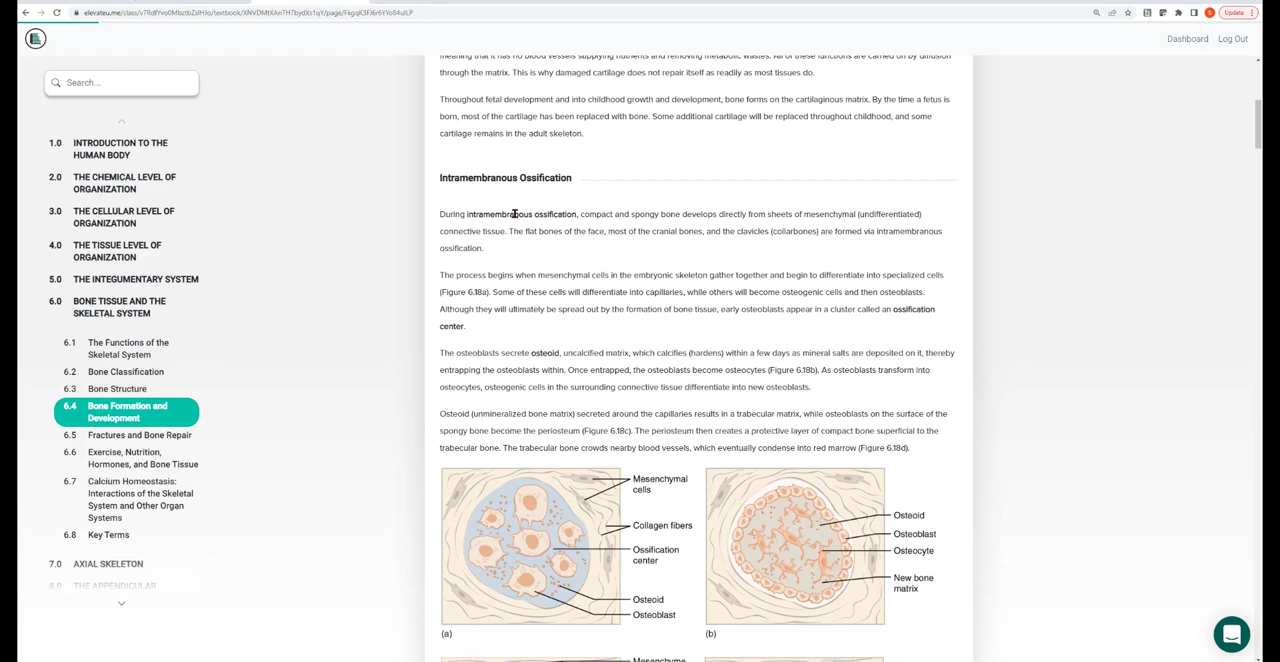 elevateu.me/class/v7RdfYvo0MbztbZslHJo/textbook/XNVDMtXAn7H7bydXs1qY/page/FkgqK3FJ6r6YYo84ulLP
S
Update
Dashboard
Log Out
Search...
1.0 INTRODUCTION TO THE
HUMAN BODY
2.0 THE CHEMICAL LEVEL OF
ORGANIZATION
3.0 THE CELLULAR LEVEL OF
ORGANIZATION
4.0 THE TISSUE LEVEL OF
ORGANIZATION
5.0 THE INTEGUMENTARY SYSTEM
6.0 BONE TISSUE AND THE
SKELETAL SYSTEM
6.1 The Functions of the
Skeletal System
6.2 Bone Classification
6.3 Bone Structure
6.4 Bone Formation and
Development
6.5 Fractures and Bone Repair
6.6 Exercise, Nutrition,
Hormones, and Bone Tissue
6.7 Calcium Homeostasis:
Interactions of the Skeletal
System and Other Organ
Systems
6.8 Key Terms
7.0 AXIAL SKELETON
8.0 THE APPENDICULAR
meaning that it has no blood vessels supplying nutrients and removing metabolic wastes. All of these functions are carried on by diffusion
through the matrix. This is why damaged cartilage does not repair itself as readily as most tissues do.
Throughout fetal development and into childhood growth and development, bone forms on the cartilaginous matrix. By the time a fetus is
born, most of the cartilage has been replaced with bone. Some additional cartilage will be replaced throughout childhood, and some
cartilage remains in the adult skeleton.
Intramembranous Ossification
During intramembranous ossification, compact and spongy bone develops directly from sheets of mesenchymal (undifferentiated)
connective tissue. The flat bones of the face, most of the cranial bones, and the clavicles (collarbones) are formed via intramembranous
ossification.
The process begins when mesenchymal cells in the embryonic skeleton gather together and begin to differentiate into specialized cells
(Figure 6.18a). Some of these cells will differentiate into capillaries, while others will become osteogenic cells and then osteoblasts.
Although they will ultimately be spread out by the formation of bone tissue, early osteoblasts appear in a cluster called an ossification
center.
The osteoblasts secrete osteoid, uncalcified matrix, which calcifies (hardens) within a few days as mineral salts are deposited on it, thereby
entrapping the osteoblasts within. Once entrapped, the osteoblasts become osteocytes (Figure 6.18b). As osteoblasts transform into
osteocytes, osteogenic cells in the surrounding connective tissue differentiate into new osteoblasts.
Osteoid (unmineralized bone matrix) secreted around the capillaries results in a trabecular matrix, while osteoblasts on the surface of the
spongy bone become the periosteum (Figure 6.18c). The periosteum then creates a protective layer of compact bone superficial to the
trabecular bone. The trabecular bone crowds nearby blood vessels, which eventually condense into red marrow (Figure 6.18d).
Mesenchymal
cells
Collagen fibers
Ossification
center
Osteoid
Osteoblast
(a)
Osteoid
Osteoblast
Osteocyte
New bone
matrix
(b)
Mesenchyme